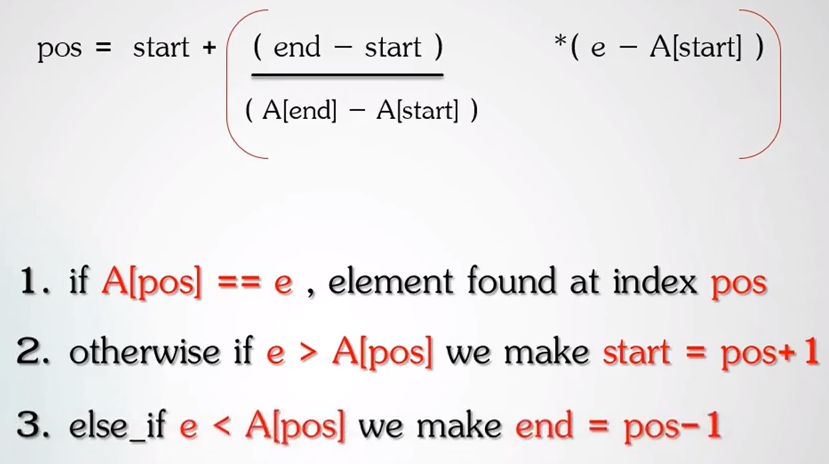 pos = start + ( end − start ) *( e − A[start] )
( A[end] − A[start] )
1. if A[pos] == e , element found at index pos
2. otherwise if e > A[pos] we make start = pos+1
3. else_if e < A[pos] we make end = pos−1